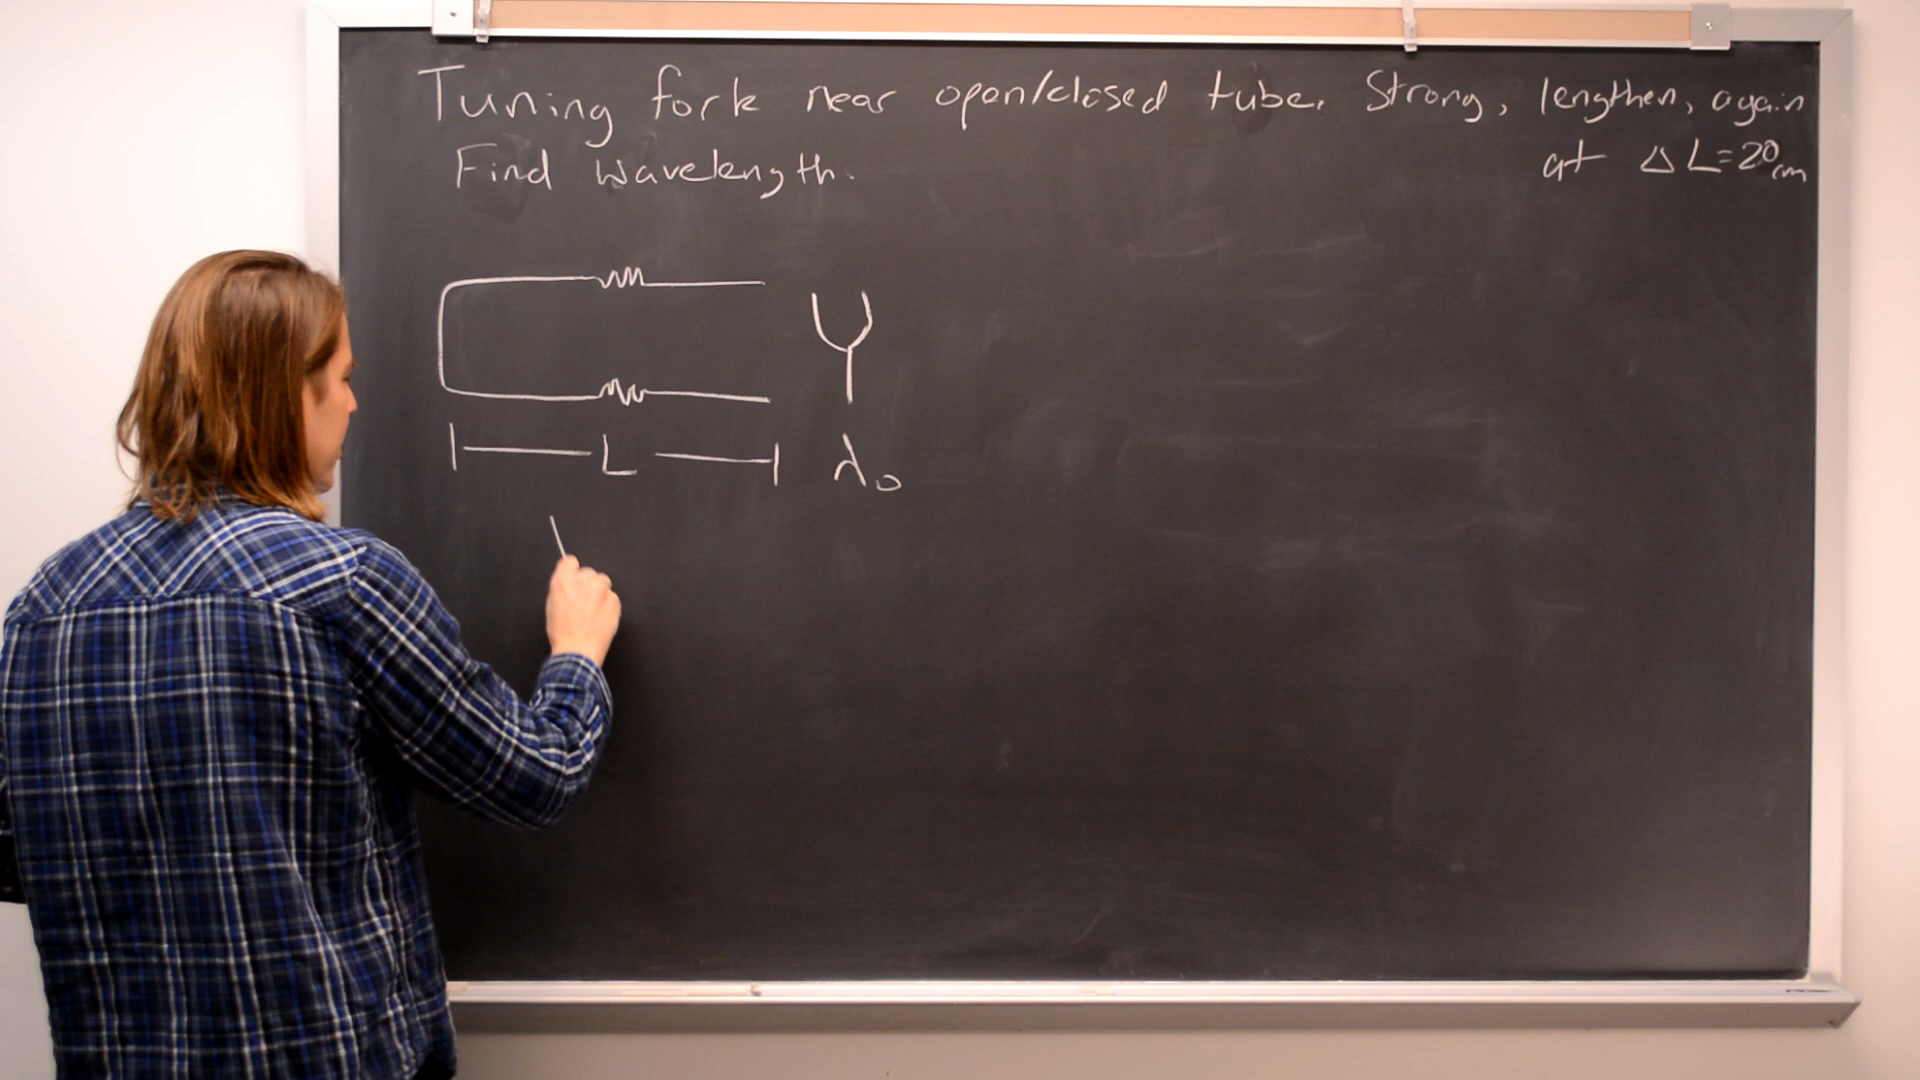 Tuning fork near open/closed tube. Strong, lengthen, again
at ΔL=20cm
Find wavelength.
L
λ₀